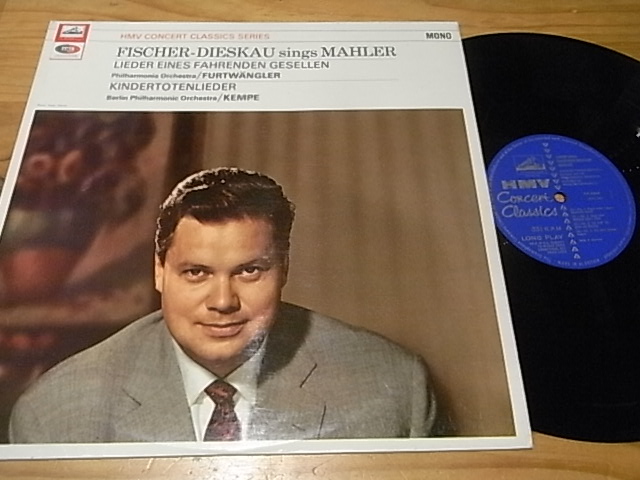 HMV CONCERT CLASSICS SERIES
MONO
FISCHER-DIESKAU sings MAHLER
LIEDER EINES FAHRENDEN GESELLEN
Philharmonia Orchestra/FURTWÄNGLER
KINDERTOTENLIEDER
Berlin Philharmonic Orchestra/KEMPE
HMV
Concert
Classics
LONG PLAY